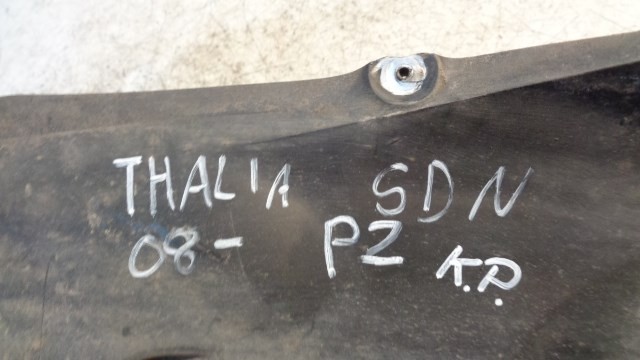 THALIA SDN
08- PZ K.P.